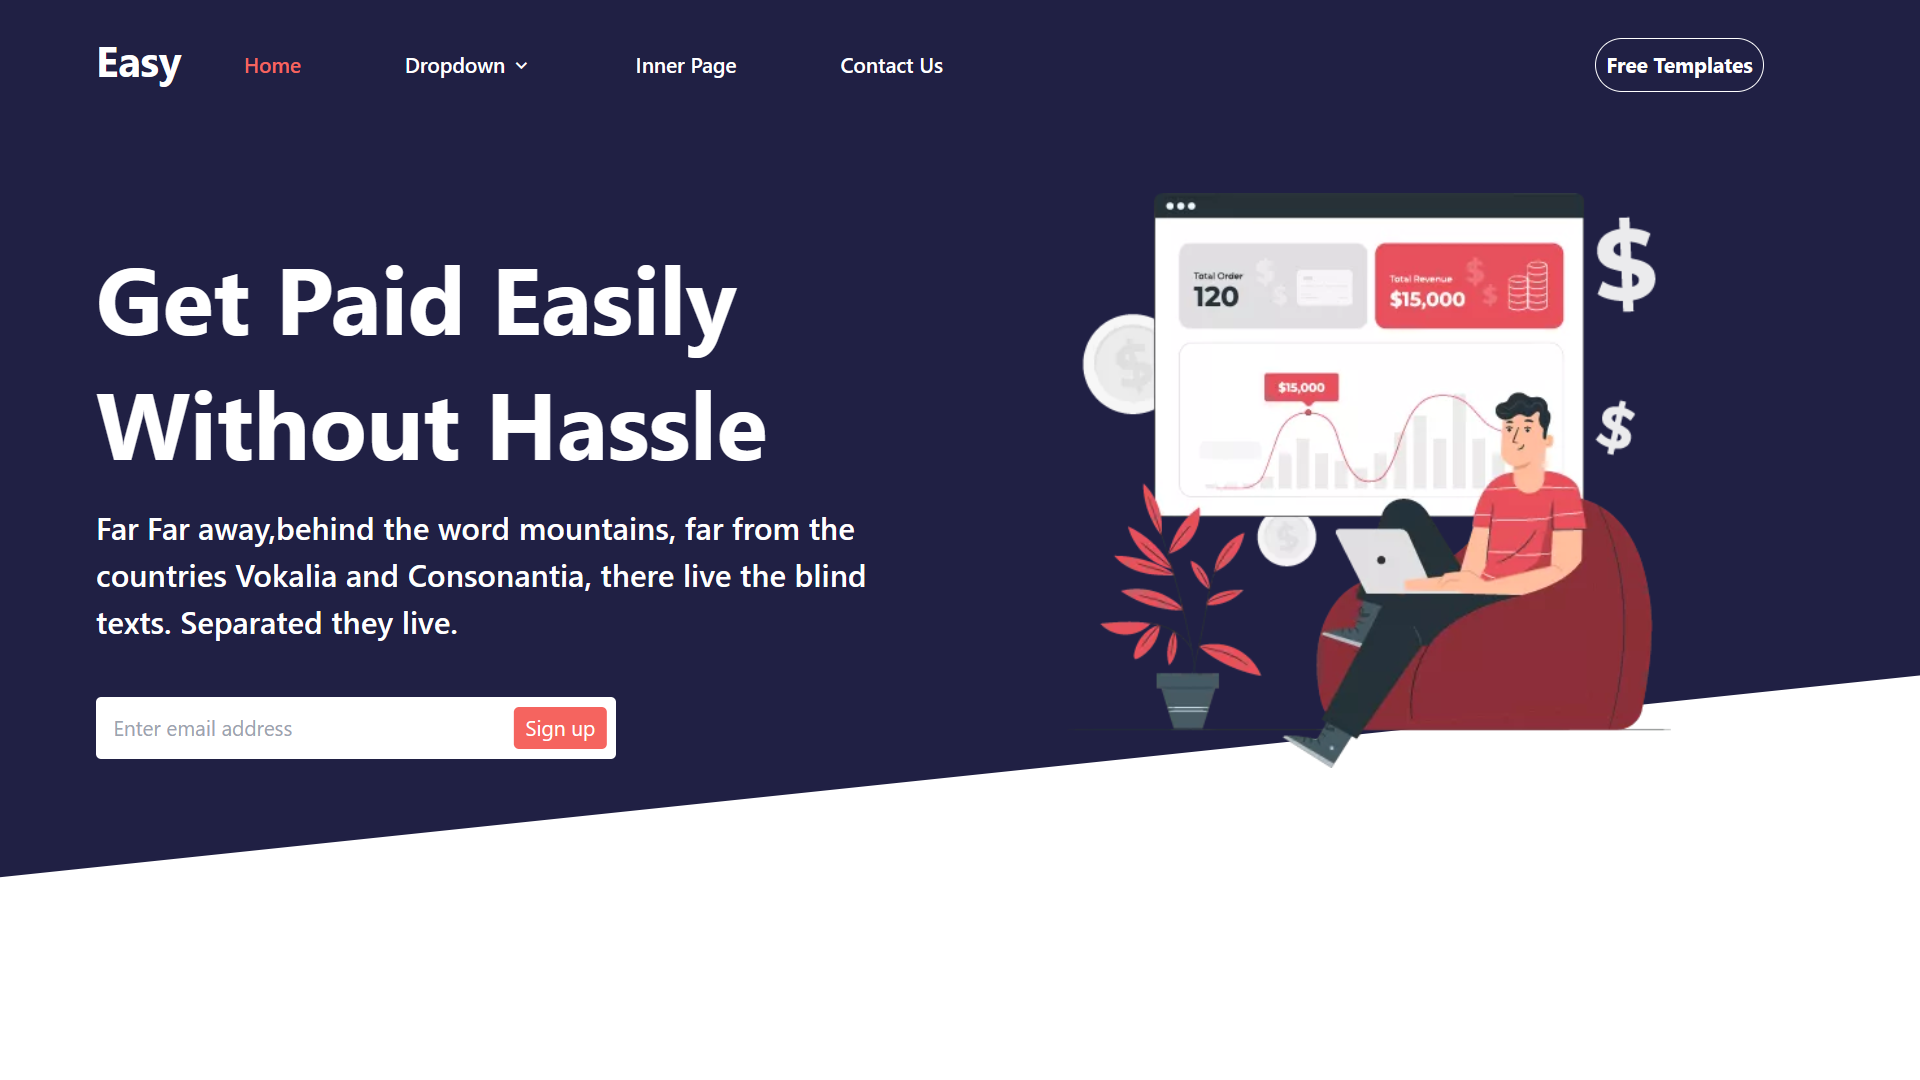 Easy
Home
Dropdown
Inner Page
Contact Us
Free Templates
Get Paid Easily
Without Hassle
Far Far away,behind the word mountains, far from the
countries Vokalia and Consonantia, there live the blind
texts. Separated they live.
Enter email address
Sign up
Total Order
120
Total Revenue
$15,000
$15,000
$
$
$
$